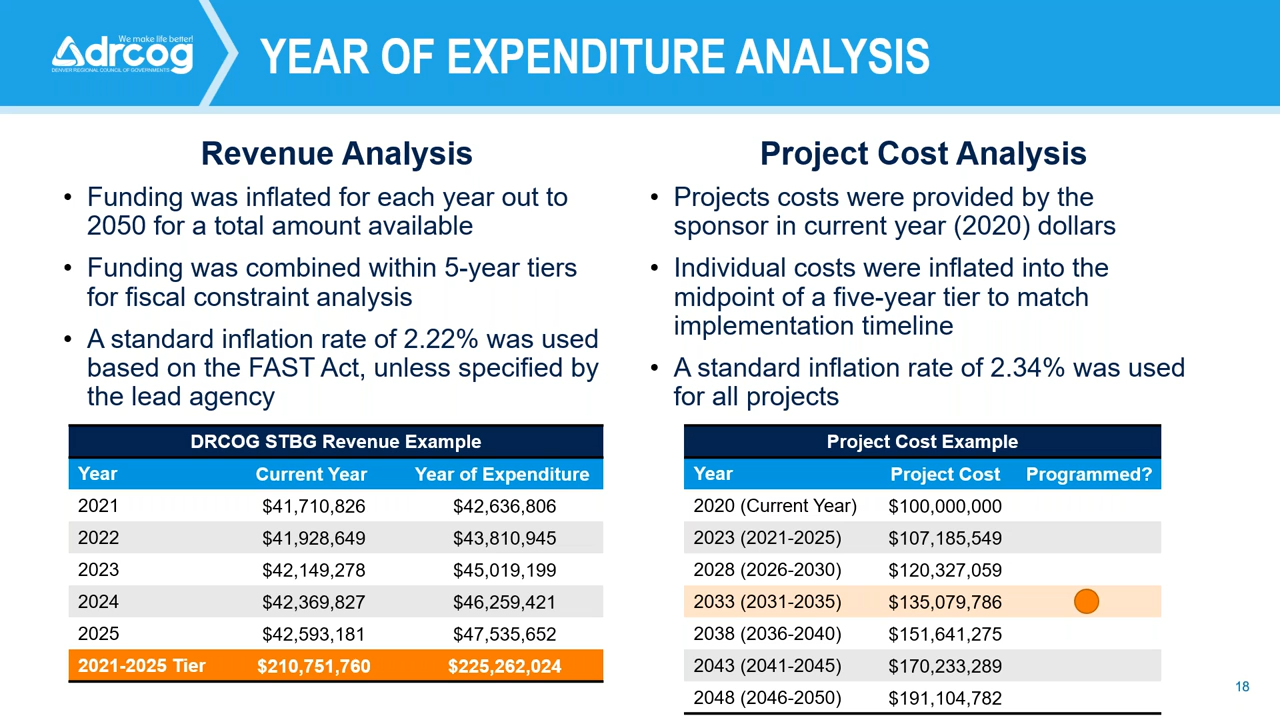 We make life better!
drcog
DENVER REGIONAL COUNCIL OF GOVERNMENTS
YEAR OF EXPENDITURE ANALYSIS
Revenue Analysis
• Funding was inflated for each year out to
2050 for a total amount available
• Funding was combined within 5-year tiers
for fiscal constraint analysis
• A standard inflation rate of 2.22% was used
based on the FAST Act, unless specified by
the lead agency
DRCOG STBG Revenue Example
Year Current Year Year of Expenditure
2021 $41,710,826 $42,636,806
2022 $41,928,649 $43,810,945
2023 $42,149,278 $45,019,199
2024 $42,369,827 $46,259,421
2025 $42,593,181 $47,535,652
2021-2025 Tier $210,751,760 $225,262,024
Project Cost Analysis
• Projects costs were provided by the
sponsor in current year (2020) dollars
• Individual costs were inflated into the
midpoint of a five-year tier to match
implementation timeline
• A standard inflation rate of 2.34% was used
for all projects
Project Cost Example
Year Project Cost Programmed?
2020 (Current Year) $100,000,000
2023 (2021-2025) $107,185,549
2028 (2026-2030) $120,327,059
2033 (2031-2035) $135,079,786
2038 (2036-2040) $151,641,275
2043 (2041-2045) $170,233,289
2048 (2046-2050) $191,104,782
18